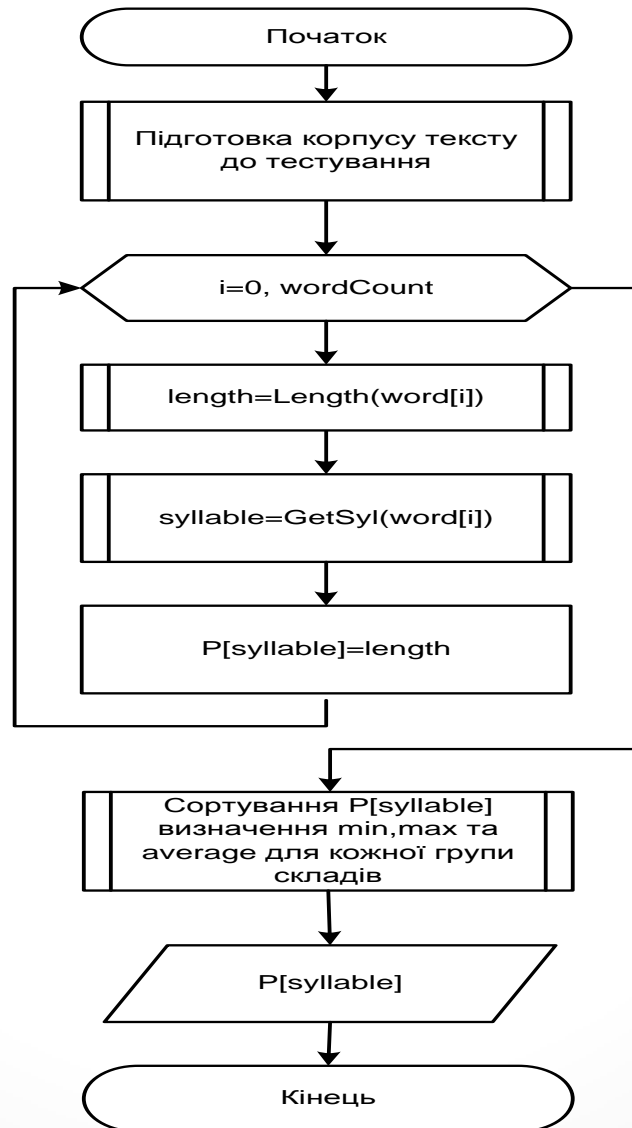 Початок
Підготовка корпусу тексту
до тестування
i=0, wordCount
length=Length(word[i])
syllable=GetSyl(word[i])
P[syllable]=length
Сортування P[syllable]
визначення min,max та
average для кожної групи
складів
P[syllable]
Кінець